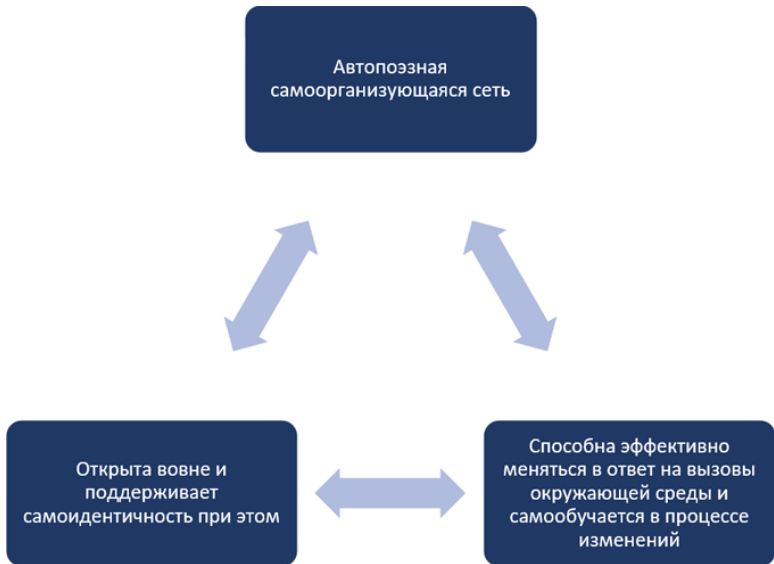 Автопоэзная
самоорганизующаяся сеть
Открыта вовне и
поддерживает
самоидентичность при этом
Способна эффективно
меняться в ответ на вызовы
окружающей среды и
самообучается в процессе
изменений